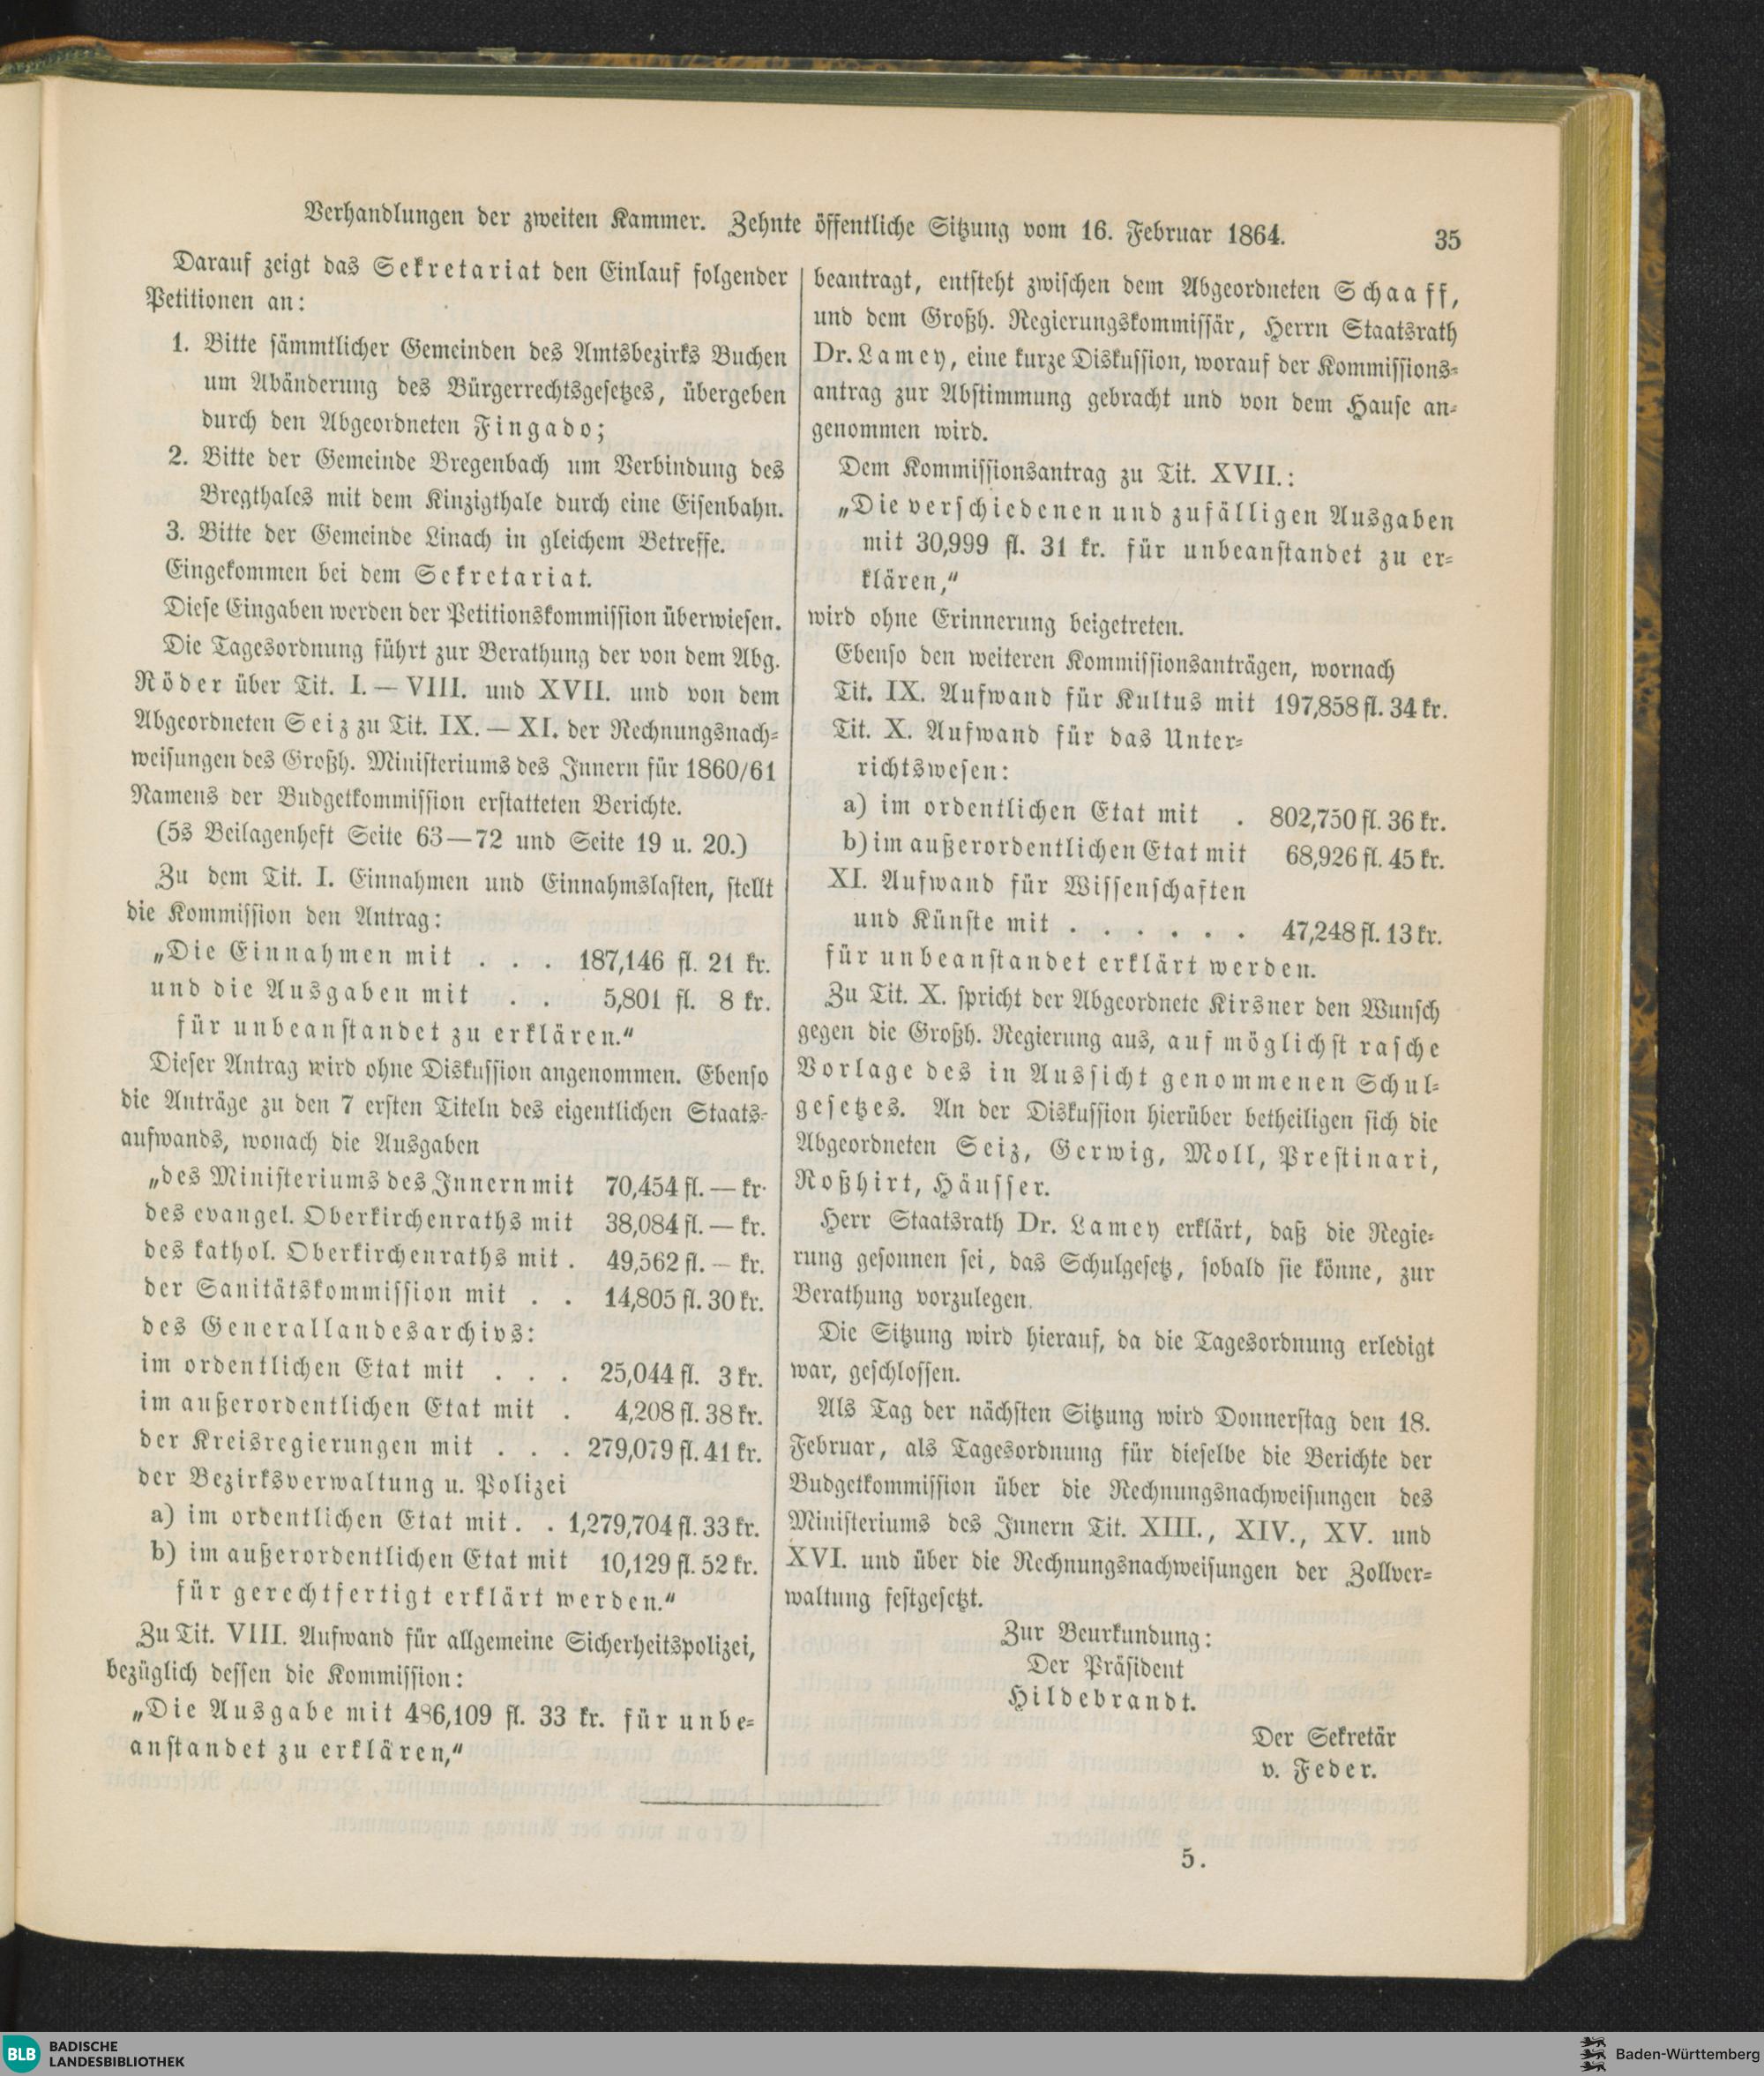 Verhandlungen der zweiten Kammer. Zehnte öffentliche Sitzung vom 16. Februar 1864. 35
Darauf zeigt das Sekretariat den Einlauf folgender
Petitionen an:
1. Bitte sämmtlicher Gemeinden des Amtsbezirks Buchen
um Abänderung des Bürgerrechtsgesetzes, übergeben
durch den Abgeordneten Fingado;
2. Bitte der Gemeinde Bregenbach um Verbindung des
Bregthales mit dem Kinzigthale durch eine Eisenbahn.
3. Bitte der Gemeinde Linach in gleichem Betreffe.
Eingekommen bei dem Sekretariat.
Diese Eingaben werden der Petitionskommission überwiesen.
Die Tagesordnung führt zur Berathung der von dem Abg.
Röder über Tit. I. — VIII. und XVII. und von dem
Abgeordneten Seiz zu Tit. IX. — XI. der Rechnungsnach-
weisungen des Großh. Ministeriums des Innern für 1860/61
Namens der Budgetkommission erstatteten Berichte.
(5s Beilagenheft Seite 63—72 und Seite 19 u. 20.)
Zu dem Tit. I. Einnahmen und Einnahmslasten, stellt
die Kommission den Antrag:
„Die Einnahmen mit . . . 187,146 fl. 21 kr.
und die Ausgaben mit . . 5,801 fl. 8 kr.
für unbeanstandet zu erklären.“
Dieser Antrag wird ohne Diskussion angenommen. Ebenso
die Anträge zu den 7 ersten Titeln des eigentlichen Staats-
aufwands, wonach die Ausgaben
„des Ministeriums des Innern mit 70,454 fl. — kr.
des evangel. Oberkirchenraths mit 38,084 fl. — kr.
des kathol. Oberkirchenraths mit . 49,562 fl. — kr.
der Sanitätskommission mit . . 14,805 fl. 30 kr.
des Generallandesarchivs:
im ordentlichen Etat mit . . . 25,044 fl. 3 kr.
im außerordentlichen Etat mit . 4,208 fl. 38 kr.
der Kreisregierungen mit . . . 279,079 fl. 41 kr.
der Bezirksverwaltung u. Polizei
a) im ordentlichen Etat mit . . 1,279,704 fl. 33 kr.
b) im außerordentlichen Etat mit 10,129 fl. 52 kr.
für gerechtfertigt erklärt werden.“
Zu Tit. VIII. Aufwand für allgemeine Sicherheitspolizei,
bezüglich dessen die Kommission:
„Die Ausgabe mit 486,109 fl. 33 kr. für unbe-
anstandet zu erklären,“
beantragt, entsteht zwischen dem Abgeordneten Schaaff,
und dem Großh. Regierungskommissär, Herrn Staatsrath
Dr. Lamey, eine kurze Diskussion, worauf der Kommissions-
antrag zur Abstimmung gebracht und von dem Hause an-
genommen wird.
Dem Kommissionsantrag zu Tit. XVII.:
„Die verschiedenen und zufälligen Ausgaben
mit 30,999 fl. 31 kr. für unbeanstandet zu er-
klären,“
wird ohne Erinnerung beigetreten.
Ebenso den weiteren Kommissionsanträgen, wornach
Tit. IX. Aufwand für Kultus mit 197,858 fl. 34 kr.
Tit. X. Aufwand für das Unter-
richtswesen:
a) im ordentlichen Etat mit . 802,750 fl. 36 kr.
b) im außerordentlichen Etat mit 68,926 fl. 45 kr.
XI. Aufwand für Wissenschaften
und Künste mit . . . . . . 47,248 fl. 13 kr.
für unbeanstandet erklärt werden.
Zu Tit. X. spricht der Abgeordnete Kirsner den Wunsch
gegen die Großh. Regierung aus, auf möglichst rasche
Vorlage des in Aussicht genommenen Schul-
gesetzes. An der Diskussion hierüber betheiligen sich die
Abgeordneten Seiz, Gerwig, Moll, Prestinari,
Roßhirt, Häusser.
Herr Staatsrath Dr. Lamey erklärt, daß die Regie-
rung gesonnen sei, das Schulgesetz, sobald sie könne, zur
Berathung vorzulegen.
Die Sitzung wird hierauf, da die Tagesordnung erledigt
war, geschlossen.
Als Tag der nächsten Sitzung wird Donnerstag den 18.
Februar, als Tagesordnung für dieselbe die Berichte der
Budgetkommission über die Rechnungsnachweisungen des
Ministeriums des Innern Tit. XIII., XIV., XV. und
XVI. und über die Rechnungsnachweisungen der Zollver-
waltung festgesetzt.
Zur Beurkundung:
Der Präsident
Hildebrandt.
Der Sekretär
v. Feder.
5.
BLB BADISCHE
LANDESBIBLIOTHEK
Baden-Württemberg